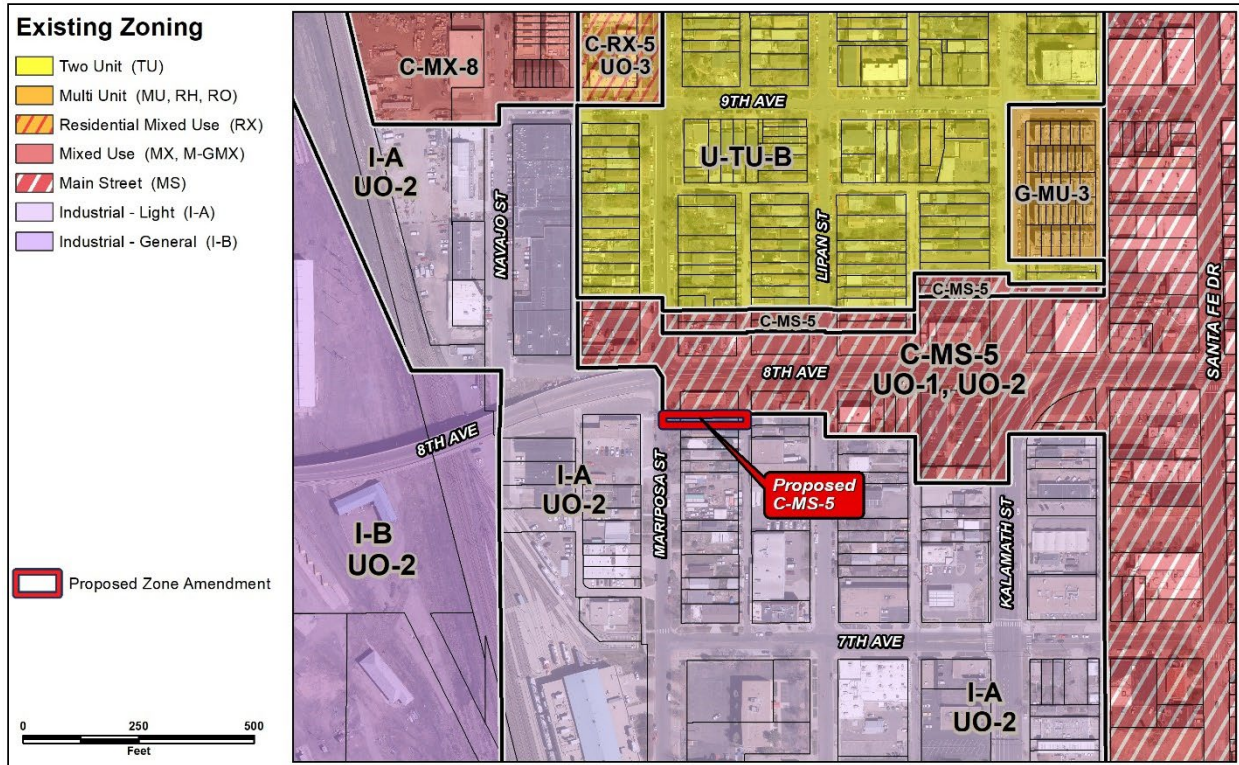 Existing Zoning
Two Unit (TU)
Multi Unit (MU, RH, RO)
Residential Mixed Use (RX)
Mixed Use (MX, M-GMX)
Main Street (MS)
Industrial - Light (I-A)
Industrial - General (I-B)
Proposed Zone Amendment
0 250 500
Feet
C-MX-8
C-RX-5
UO-3
9TH AVE
I-A
UO-2
U-TU-B
G-MU-3
NAVAJO ST
LIPAN ST
C-MS-5
C-MS-5
SANTA FE DR
C-MS-5
UO-1, UO-2
8TH AVE
8TH AVE
Proposed
C-MS-5
I-A
UO-2
MARIPOSA ST
KALAMATH ST
I-B
UO-2
7TH AVE
I-A
UO-2